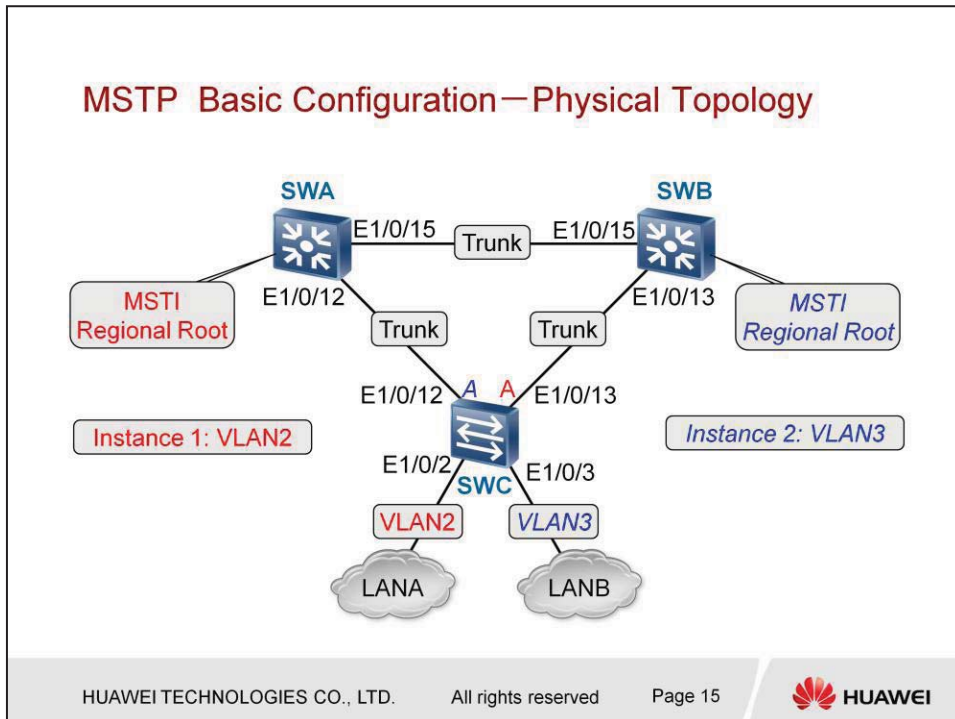 MSTP Basic Configuration—Physical Topology
SWA
SWB
E1/0/15
E1/0/15
Trunk
MSTI
Regional Root
E1/0/12
E1/0/13
MSTI
Regional Root
Trunk
Trunk
E1/0/12
A
A
E1/0/13
Instance 1: VLAN2
Instance 2: VLAN3
E1/0/2
E1/0/3
SWC
VLAN2
VLAN3
LANA
LANB
HUAWEI TECHNOLOGIES CO., LTD.
All rights reserved
Page 15
HUAWEI